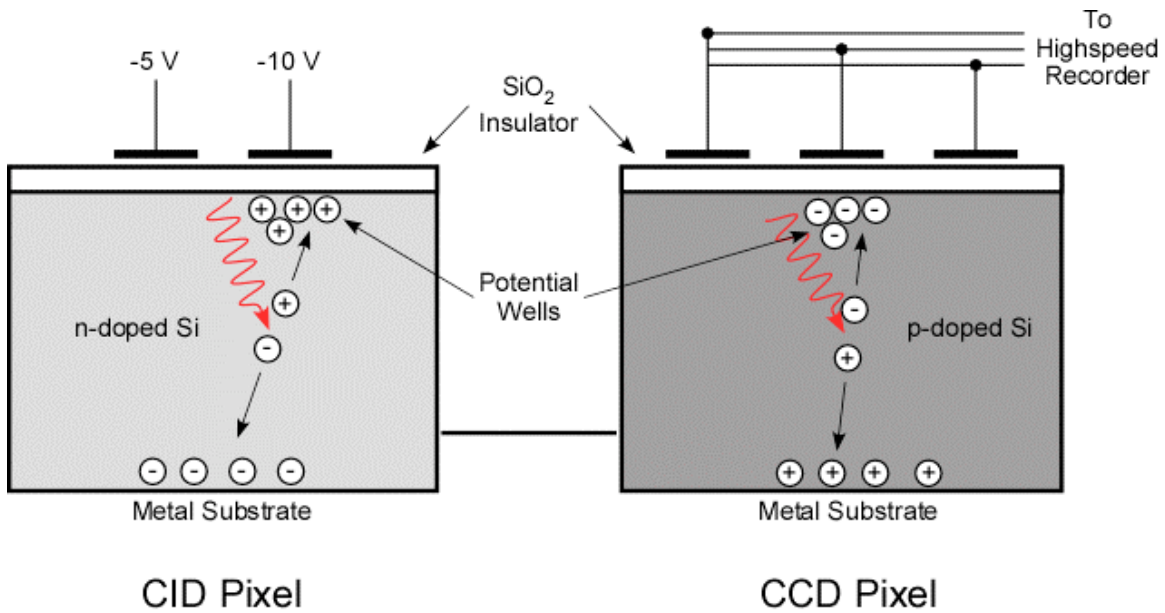 -5 V
-10 V
SiO₂
Insulator
To
Highspeed
Recorder
+ + +
+
+
-
- - - -
n-doped Si
Potential
Wells
- - -
-
-
+
+ + + +
p-doped Si
Metal Substrate
Metal Substrate
CID Pixel
CCD Pixel